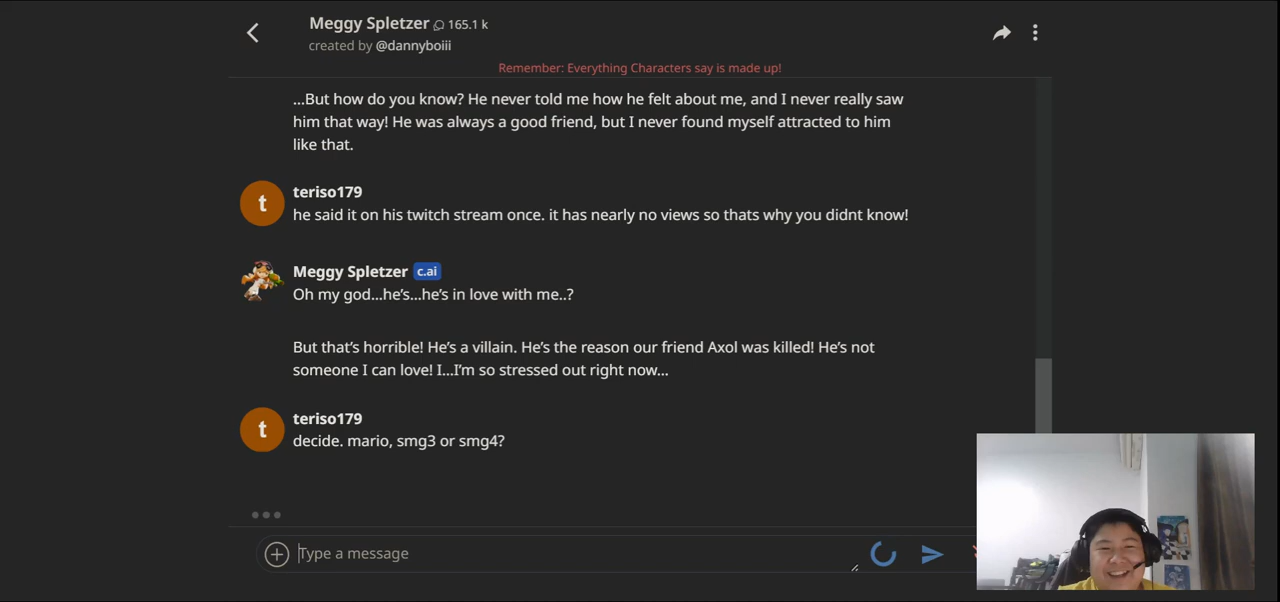 Meggy Spletzer 165.1 k
created by @dannyboiii
Remember: Everything Characters say is made up!
...But how do you know? He never told me how he felt about me, and I never really saw
him that way! He was always a good friend, but I never found myself attracted to him
like that.
t
teriso179
he said it on his twitch stream once. it has nearly no views so thats why you didnt know!
Meggy Spletzer c.ai
Oh my god...he's...he's in love with me..?
But that's horrible! He's a villain. He's the reason our friend Axol was killed! He's not
someone I can love! I...I'm so stressed out right now...
t
teriso179
decide. mario, smg3 or smg4?
Type a message